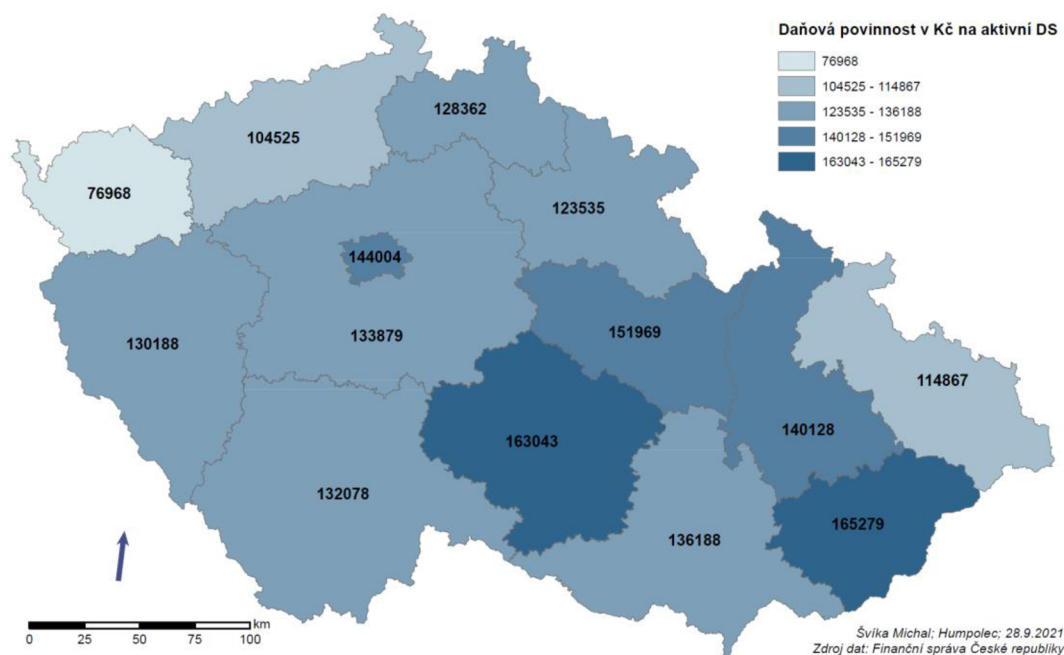 Daňová povinnost v Kč na aktivní DS
76968
104525 - 114867
123535 - 136188
140128 - 151969
163043 - 165279
128362
104525
76968
123535
144004
130188
133879
151969
114867
140128
163043
132078
165279
136188
km
0 25 50 75 100
Švika Michal; Humpolec; 28.9.2021
Zdroj dat: Finanční správa České republiky